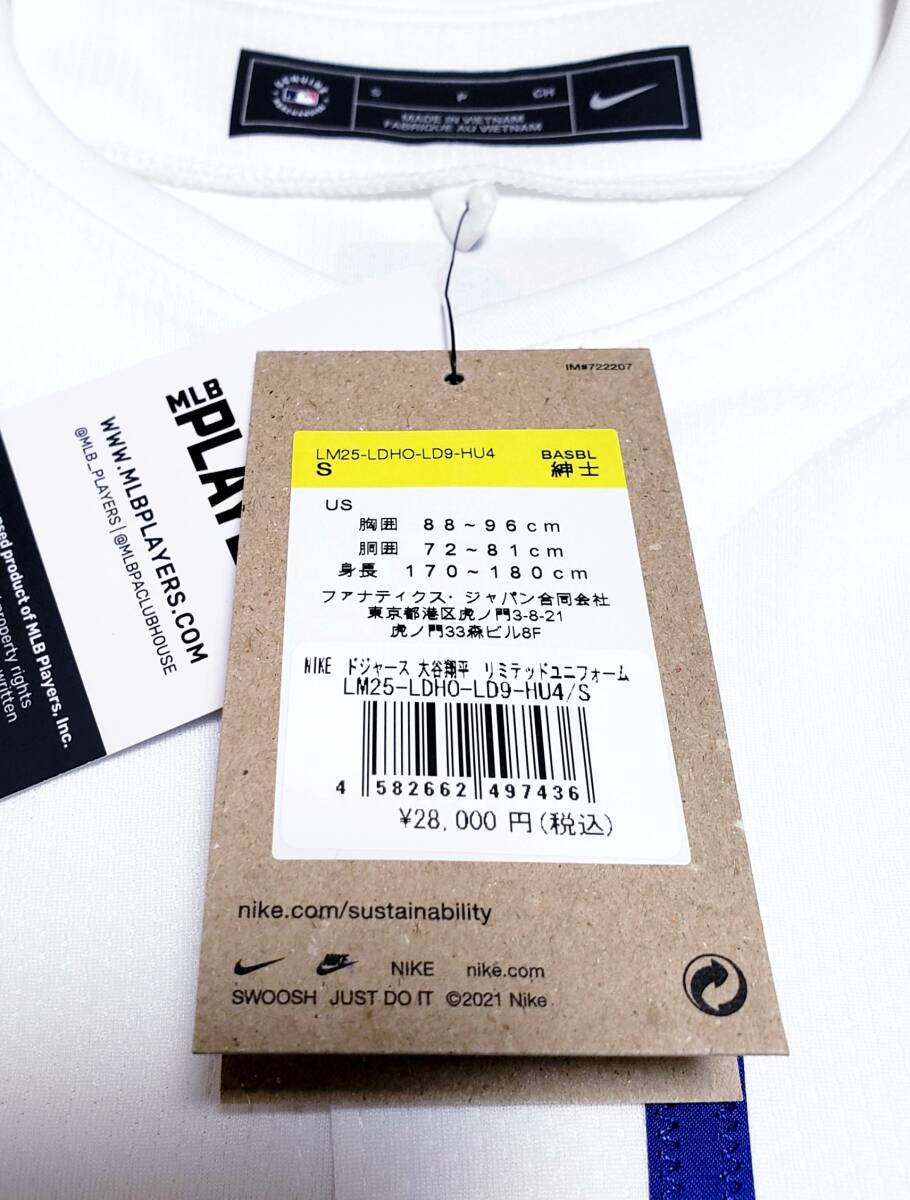 GENUINE
MERCHANDISE
S P CH
MADE IN VIETNAM
FABRIQUE AU VIETNAM
IM#722207
MLB
WWW.MLBPLAYERS.COM
@MLB_PLAYERS | @MLBPACLUBHOUSE
product of MLB Players, Inc.
property rights
written
LM25-LDHO-LD9-HU4 BASBL
S 紳士
US
胸囲 88~96cm
胴囲 72~81cm
身長 170~180cm
ファナティクス・ジャパン合同会社
東京都港区虎ノ門3-8-21
虎ノ門33森ビル8F
NIKE ドジャース 大谷翔平 リミテッドユニフォーム
LM25-LDHO-LD9-HU4/S
4 582662 497436
¥28,000 円(税込)
nike.com/sustainability
NIKE NIKE nike.com
SWOOSH JUST DO IT ©2021 Nike